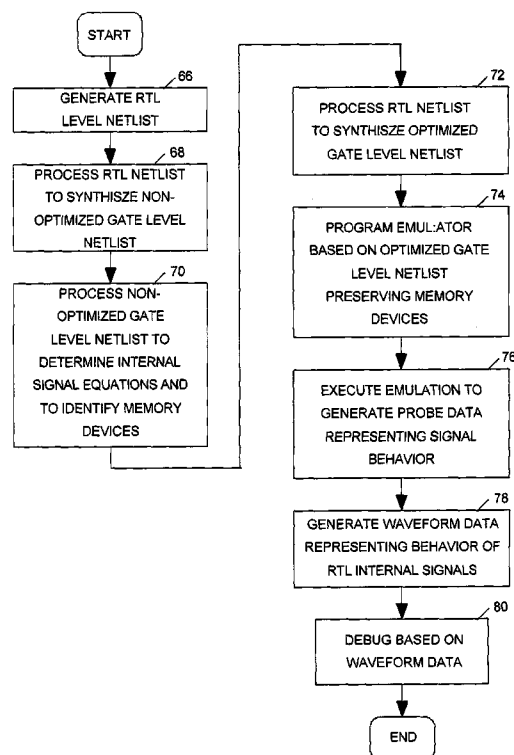 START
66
GENERATE RTL
LEVEL NETLIST
68
PROCESS RTL NETLIST
TO SYNTHISZE NON-
OPTIMIZED GATE LEVEL
NETLIST
70
PROCESS NON-
OPTIMIZED GATE
LEVEL NETLIST TO
DETERMINE INTERNAL
SIGNAL EQUATIONS AND
TO IDENTIFY MEMORY
DEVICES
72
PROCESS RTL NETLIST
TO SYNTHISZE OPTIMIZED
GATE LEVEL NETLIST
74
PROGRAM EMUL:ATOR
BASED ON OPTIMIZED GATE
LEVEL NETLIST
PRESERVING MEMORY
DEVICES
76
EXECUTE EMULATION TO
GENERATE PROBE DATA
REPRESENTING SIGNAL
BEHAVIOR
78
GENERATE WAVEFORM DATA
REPRESENTING BEHAVIOR OF
RTL INTERNAL SIGNALS
80
DEBUG BASED ON
WAVEFORM DATA
END